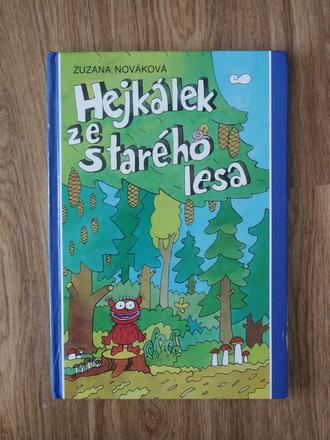 ZUZANA NOVÁKOVÁ
Hejkálek
ze
starého
lesa